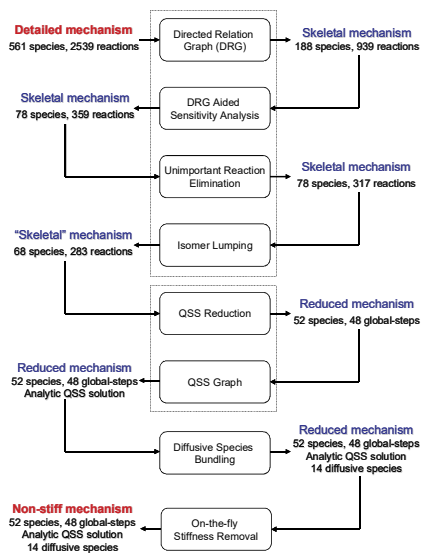 Detailed mechanism
561 species, 2539 reactions
Directed Relation
Graph (DRG)
Skeletal mechanism
188 species, 939 reactions
Skeletal mechanism
78 species, 359 reactions
DRG Aided
Sensitivity Analysis
Unimportant Reaction
Elimination
Skeletal mechanism
78 species, 317 reactions
“Skeletal” mechanism
68 species, 283 reactions
Isomer Lumping
QSS Reduction
Reduced mechanism
52 species, 48 global-steps
Reduced mechanism
52 species, 48 global-steps
Analytic QSS solution
QSS Graph
Diffusive Species
Bundling
Reduced mechanism
52 species, 48 global-steps
Analytic QSS solution
14 diffusive species
Non-stiff mechanism
52 species, 48 global-steps
Analytic QSS solution
14 diffusive species
On-the-fly
Stiffness Removal